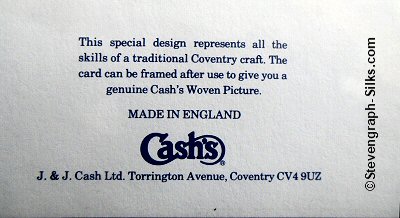 This special design represents all the
skills of a traditional Coventry craft. The
card can be framed after use to give you a
genuine Cash's Woven Picture.
MADE IN ENGLAND
Cash's®
J. & J. Cash Ltd. Torrington Avenue, Coventry CV4 9UZ
©Stevengraph-Silks.com